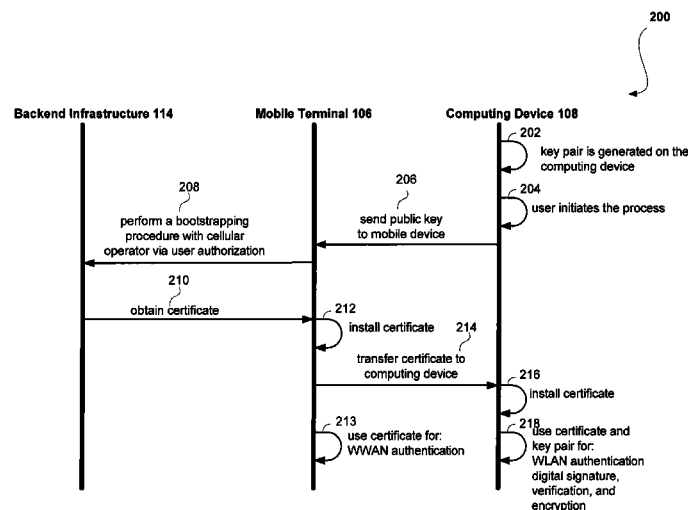 200
Backend Infrastructure 114
Mobile Terminal 106
Computing Device 108
202
key pair is generated on the
computing device
204
user initiates the process
206
send public key
to mobile device
208
perform a bootstrapping
procedure with cellular
operator via user authorization
210
obtain certificate
212
install certificate
214
transfer certificate to
computing device
216
install certificate
213
use certificate for:
WWAN authentication
218
use certificate and
key pair for:
WLAN authentication
digital signature,
verification, and
encryption